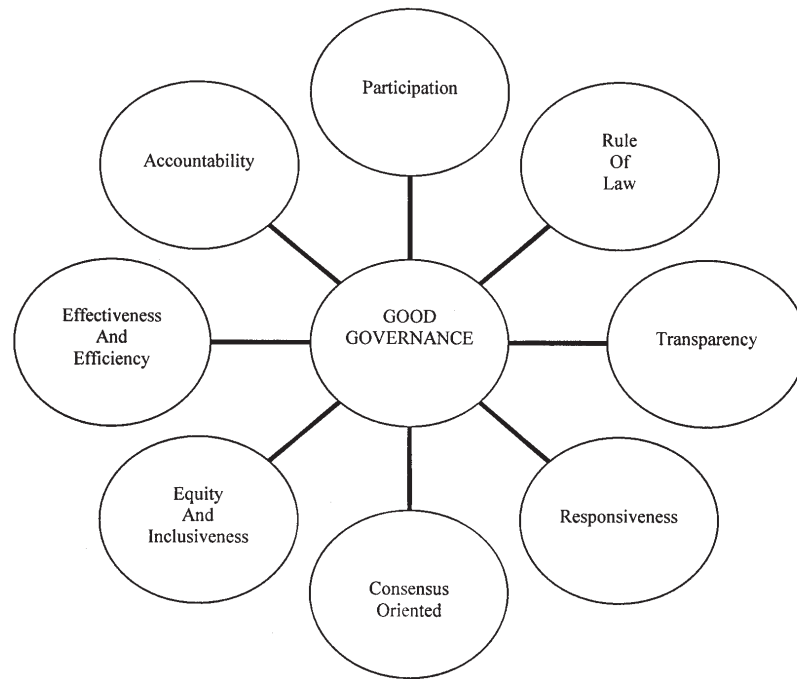 Participation
Rule
Of
Law
Accountability
Effectiveness
And
Efficiency
GOOD
GOVERNANCE
Transparency
Equity
And
Inclusiveness
Responsiveness
Consensus
Oriented